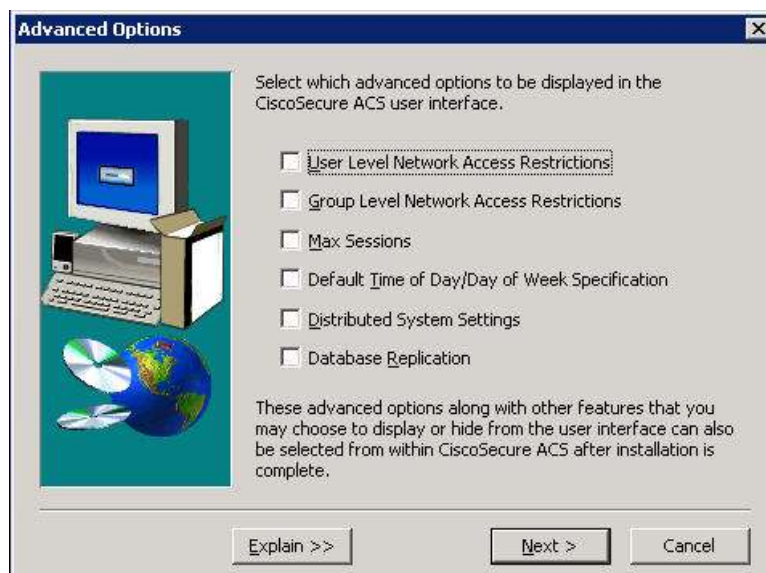 Advanced Options
Select which advanced options to be displayed in the
CiscoSecure ACS user interface.
User Level Network Access Restrictions
Group Level Network Access Restrictions
Max Sessions
Default Time of Day/Day of Week Specification
Distributed System Settings
Database Replication
These advanced options along with other features that you
may choose to display or hide from the user interface can also
be selected from within CiscoSecure ACS after installation is
complete.
Explain >>
Next >
Cancel